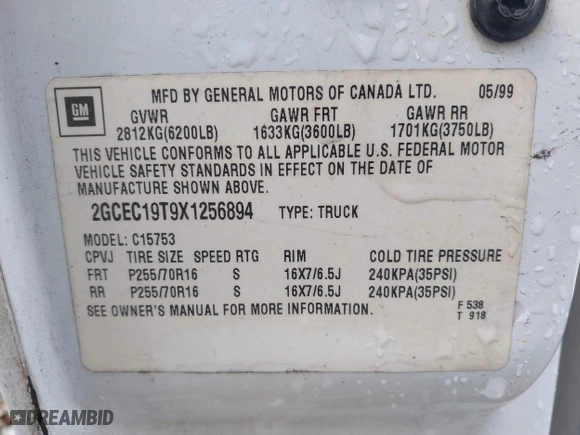 GM
MFD BY GENERAL MOTORS OF CANADA LTD. 05/99
GVWR GAWR FRT GAWR RR
2812KG(6200LB) 1633KG(3600LB) 1701KG(3750LB)
THIS VEHICLE CONFORMS TO ALL APPLICABLE U.S. FEDERAL MOTOR
VEHICLE SAFETY STANDARDS IN EFFECT ON THE DATE OF
MANUFACTURE SHOWN ABOVE.
2GCEC19T9X1256894 TYPE: TRUCK
MODEL: C15753
CPVJ TIRE SIZE SPEED RTG RIM COLD TIRE PRESSURE
FRT P255/70R16 S 16X7/6.5J 240KPA(35PSI)
RR P255/70R16 S 16X7/6.5J 240KPA(35PSI)
SEE OWNER'S MANUAL FOR MORE INFORMATION.
F 538
T 918
DREAMBID